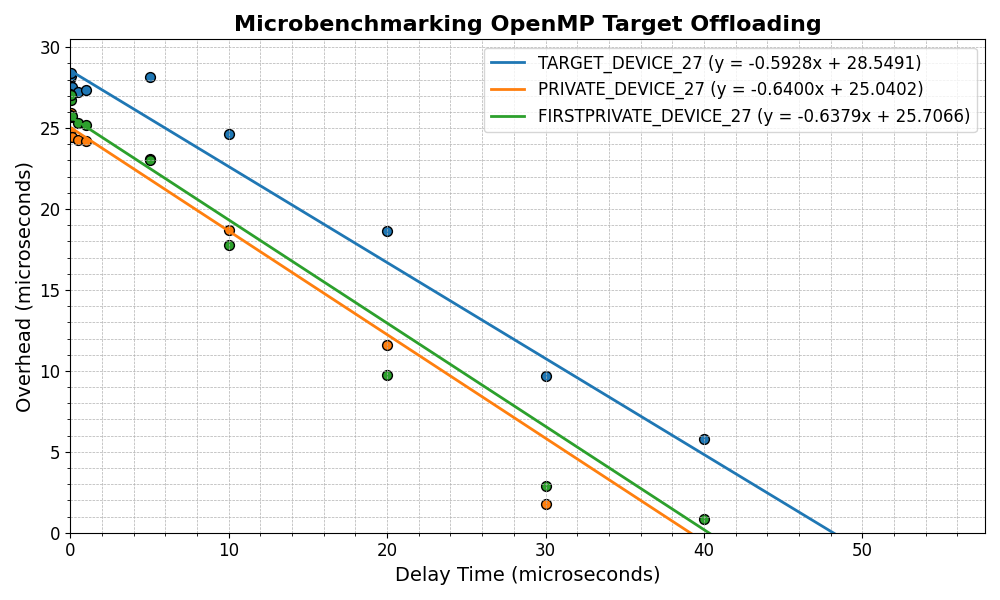 Microbenchmarking OpenMP Target Offloading
TARGET_DEVICE_27 (y = -0.5928x + 28.5491)
PRIVATE_DEVICE_27 (y = -0.6400x + 25.0402)
FIRSTPRIVATE_DEVICE_27 (y = -0.6379x + 25.7066)
Overhead (microseconds)
30
25
20
15
10
5
0
0 10 20 30 40 50
Delay Time (microseconds)